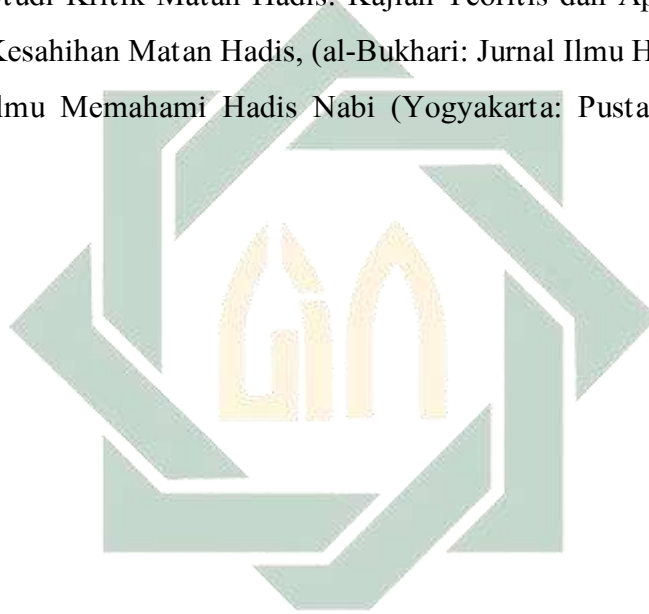 Studi Kritik Matan Hadis: Kajian Teoritis dan Ap
Kesahihan Matan Hadis, (al-Bukhari: Jurnal Ilmu H
Ilmu Memahami Hadis Nabi (Yogyakarta: Pusta